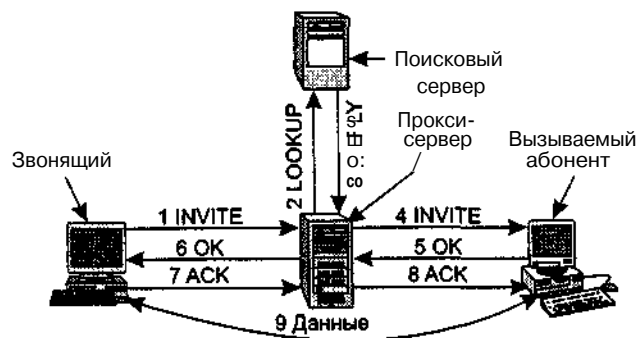 Поисковый
сервер
Прокси-
сервер
Вызываемый
абонент
Звонящий
2 LOOKUP
1 INVITE
4 INVITE
6 OK
5 OK
7 ACK
8 ACK
9 Данные